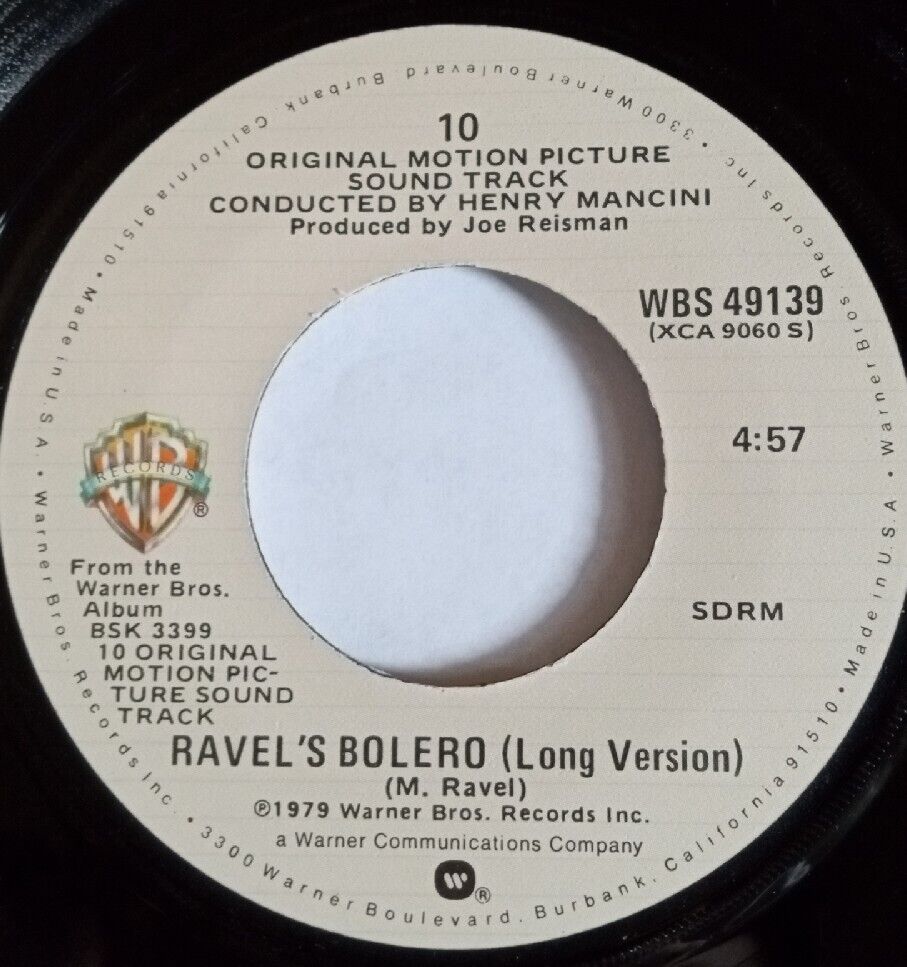 10
ORIGINAL MOTION PICTURE
SOUND TRACK
CONDUCTED BY HENRY MANCINI
Produced by Joe Reisman
WBS 49139
(XCA 9060 S)
4:57
SDRM
WB
RECORDS
®
From the
Warner Bros.
Album
BSK 3399
10 ORIGINAL
MOTION PIC-
TURE SOUND
TRACK
RAVEL'S BOLERO (Long Version)
(M. Ravel)
℗1979 Warner Bros. Records Inc.
a Warner Communications Company
W ®
Warner Bros. Records Inc. • 3300 Warner Boulevard. Burbank. California 91510 • Made in U.S.A. • Warner Bros. Records Inc. • 3300 Warner Boulevard. Burbank. California 91510 • Made in U.S.A •